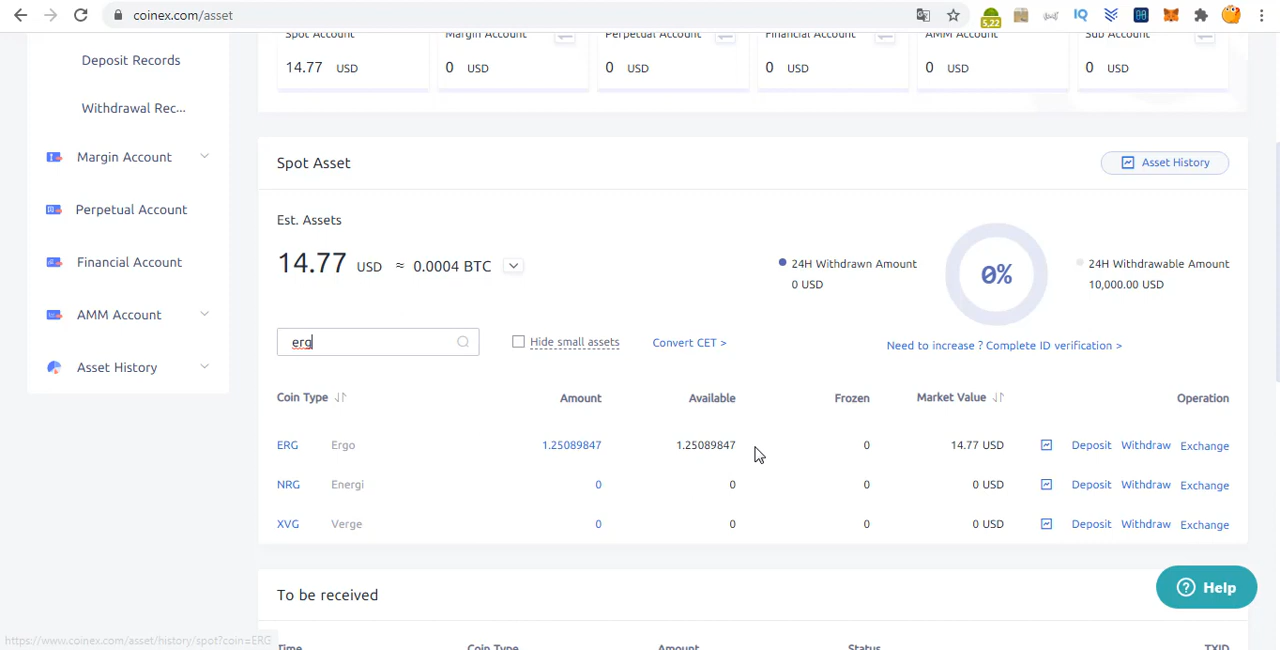 coinex.com/asset
5,22
IQ
Deposit Records
Withdrawal Rec...
Margin Account
Perpetual Account
Financial Account
AMM Account
Asset History
Spot Account
Margin Account
Perpetual Account
Financial Account
AMM Account
Sub Account
14.77 USD
0 USD
0 USD
0 USD
0 USD
0 USD
Spot Asset
Asset History
Est. Assets
14.77 USD ≈ 0.0004 BTC
24H Withdrawn Amount
0 USD
0%
24H Withdrawable Amount
10,000.00 USD
erg
Hide small assets
Convert CET >
Need to increase ? Complete ID verification >
Coin Type Amount Available Frozen Market Value Operation
ERG Ergo 1.25089847 1.25089847 0 14.77 USD Deposit Withdraw Exchange
NRG Energi 0 0 0 0 USD Deposit Withdraw Exchange
XVG Verge 0 0 0 0 USD Deposit Withdraw Exchange
To be received
Help
https://www.coinex.com/asset/history/spot?coin=ERG
Time Coin Type Amount Status TXID